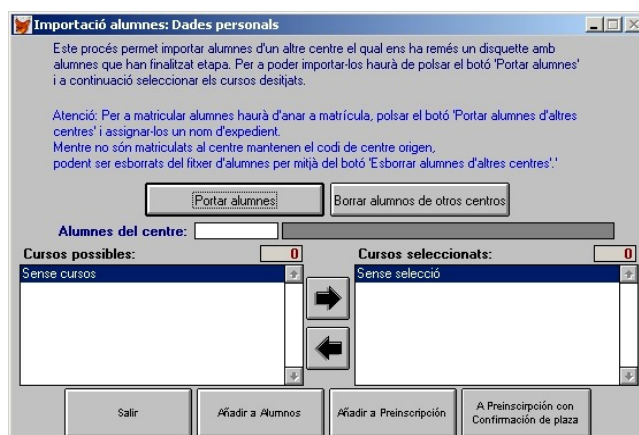 Importació alumnes: Dades personals
Este procés permet importar alumnes d'un altre centre el qual ens ha remés un disquette amb
alumnes que han finalitzat etapa. Per a poder importar-los haurà de polsar el botó 'Portar alumnes'
i a continuació seleccionar els cursos desitjats.
Atenció: Per a matricular alumnes haurà d'anar a matrícula, polsar el botó 'Portar alumnes d'altres
centres' i assignar-los un nom d'expedient.
Mentre no són matriculats al centre mantenen el codi de centre origen,
podent ser esborrats del fitxer d'alumnes per mitjà del botó 'Esborrar alumnes d'altres centres'.'
Portar alumnes Borrar alumnos de otros centros
Alumnes del centre:
Cursos possibles: 0 Cursos seleccionats: 0
Sense cursos Sense selecció
Salir Añadir a Alumnos Añadir a Preinscripción A Preinscirpción con
Confirmación de plaza